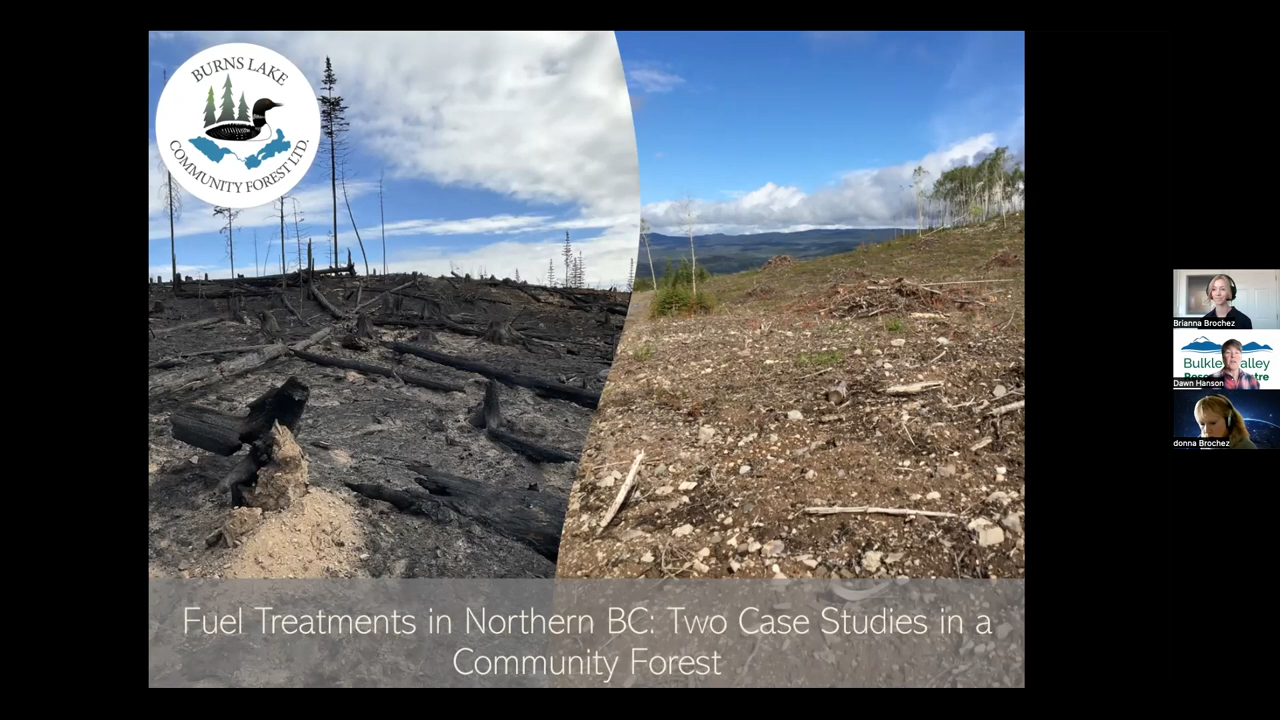 BURNS LAKE
COMMUNITY FOREST LTD.
Fuel Treatments in Northern BC: Two Case Studies in a
Community Forest
Brianna Brochez
Bulkley Valley
Dawn Hanson
donna Brochez